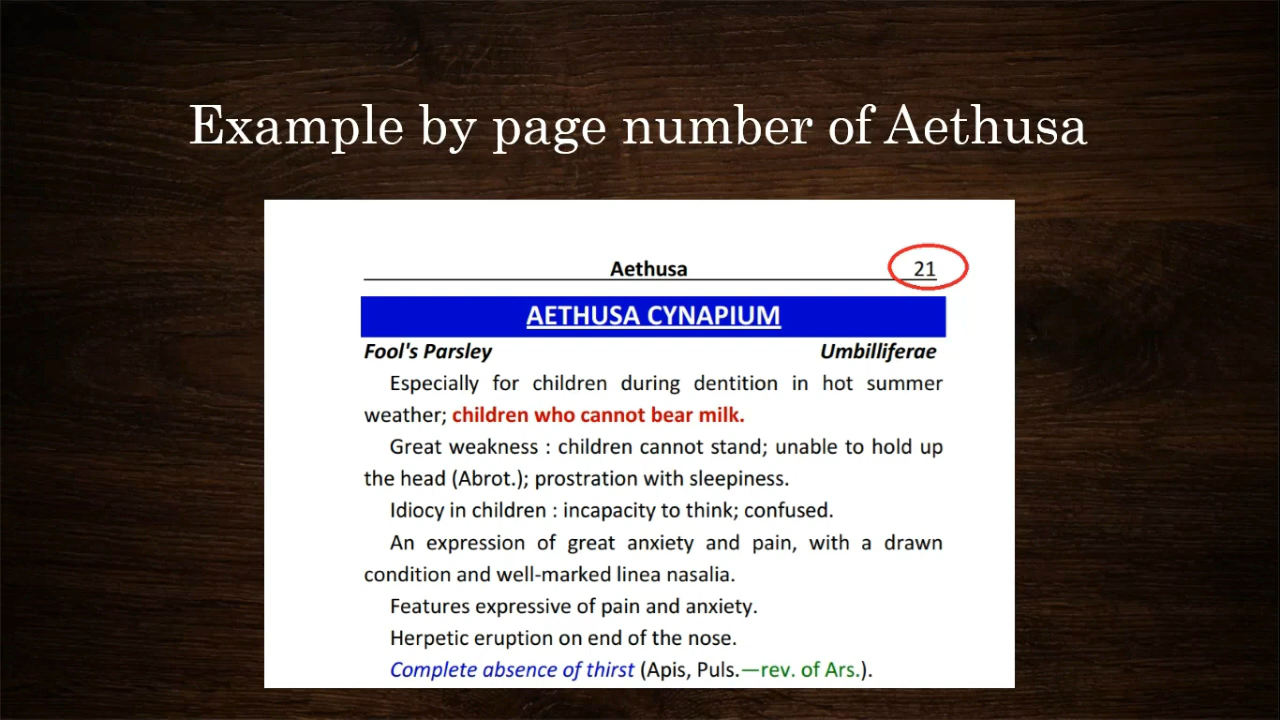 Example by page number of Aethusa
Aethusa 21
AETHUSA CYNAPIUM
Fool's Parsley Umbilliferae
Especially for children during dentition in hot summer
weather; children who cannot bear milk.
Great weakness : children cannot stand; unable to hold up
the head (Abrot.); prostration with sleepiness.
Idiocy in children : incapacity to think; confused.
An expression of great anxiety and pain, with a drawn
condition and well-marked linea nasalia.
Features expressive of pain and anxiety.
Herpetic eruption on end of the nose.
Complete absence of thirst (Apis, Puls.—rev. of Ars.).